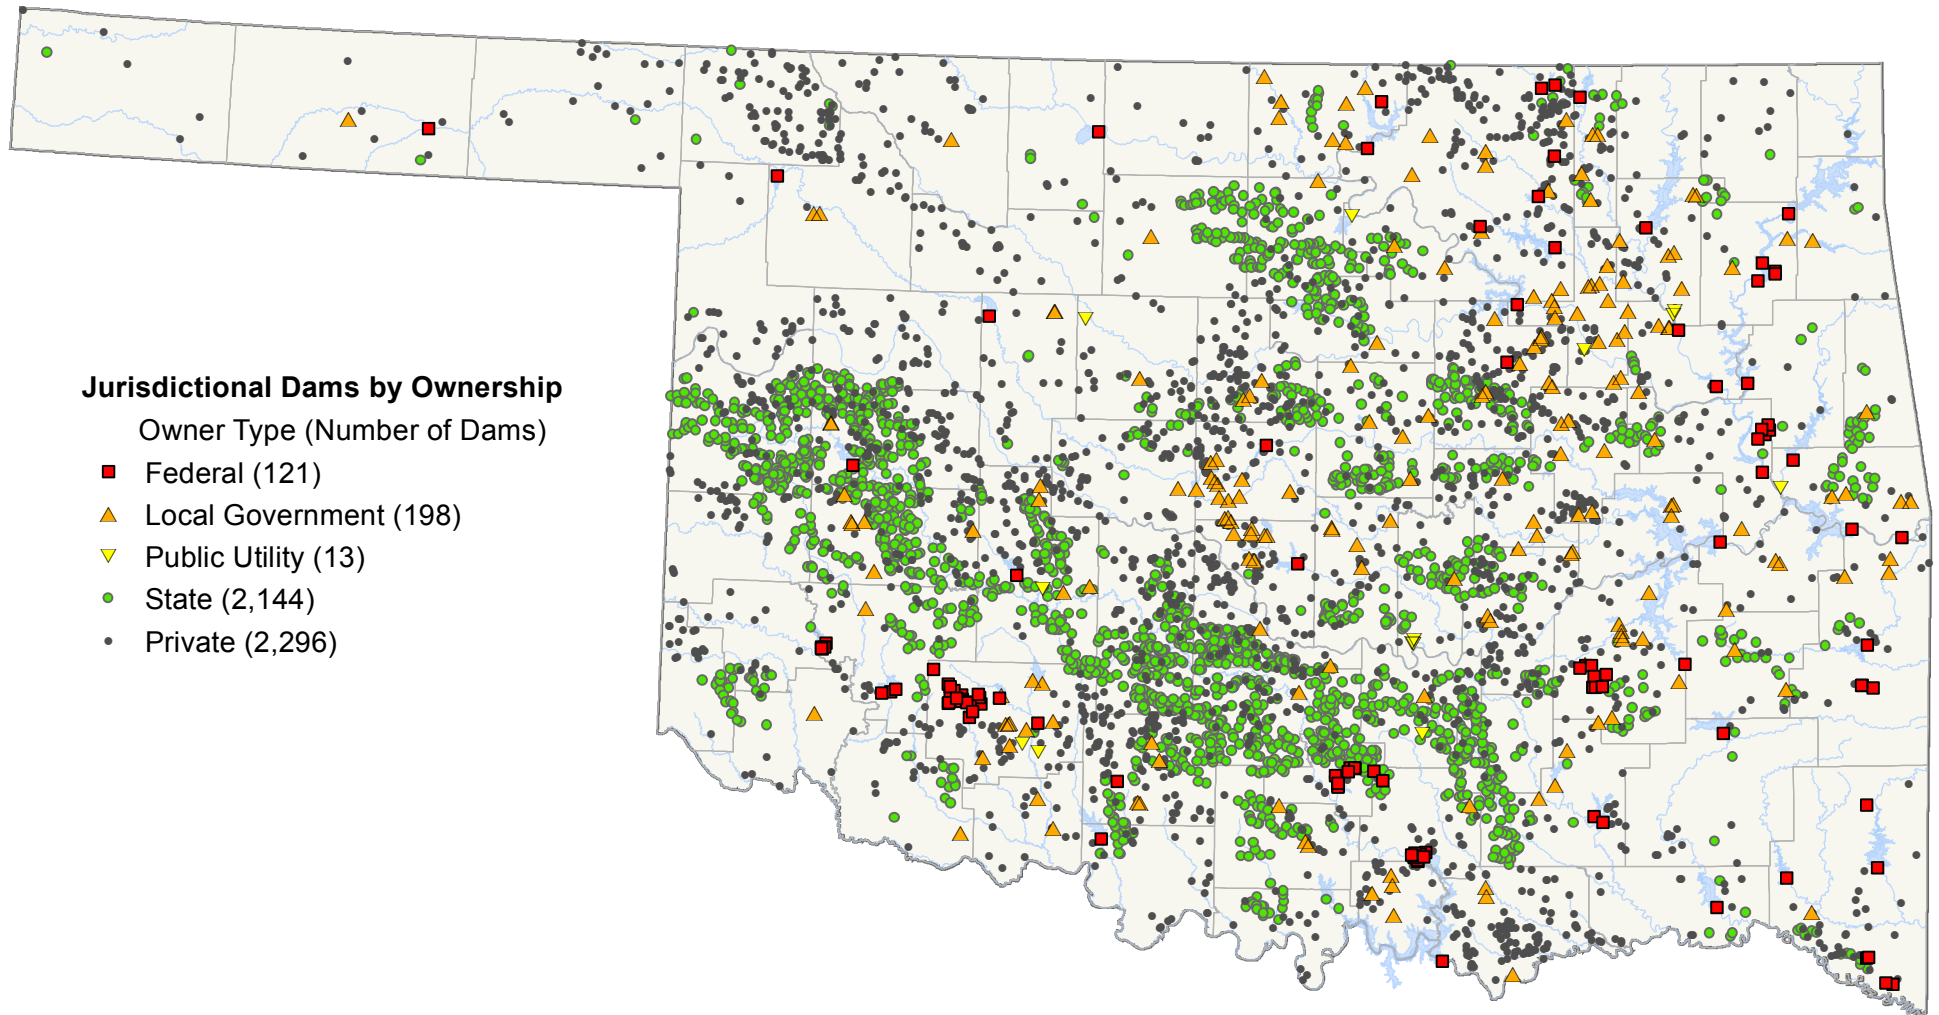 Jurisdictional Dams by Ownership
Owner Type (Number of Dams)
Federal (121)
Local Government (198)
Public Utility (13)
State (2,144)
Private (2,296)